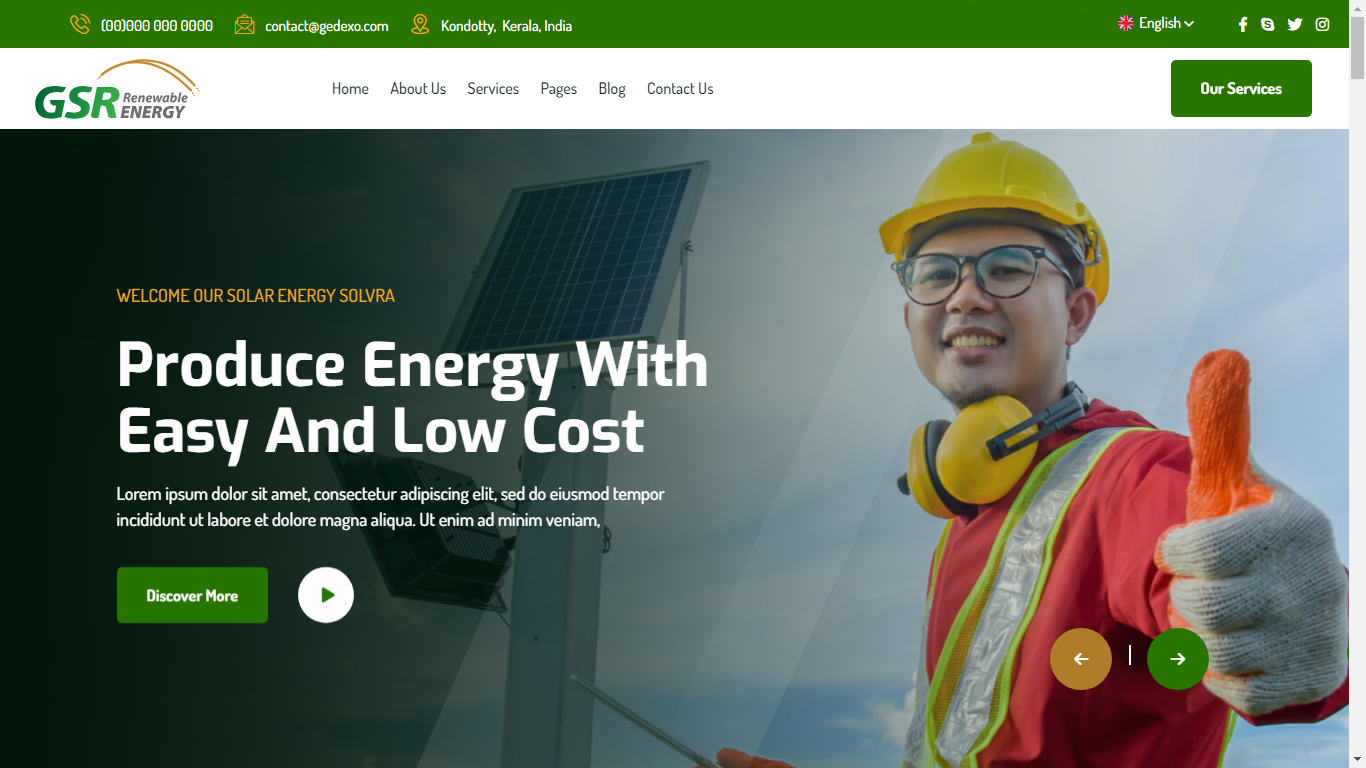 (00)000 000 0000
contact@gedexo.com
Kondotty, Kerala, India
English
GSR Renewable ENERGY
Home
About Us
Services
Pages
Blog
Contact Us
Our Services
WELCOME OUR SOLAR ENERGY SOLVRA
Produce Energy With
Easy And Low Cost
Lorem ipsum dolor sit amet, consectetur adipiscing elit, sed do eiusmod tempor
incididunt ut labore et dolore magna aliqua. Ut enim ad minim veniam,
Discover More